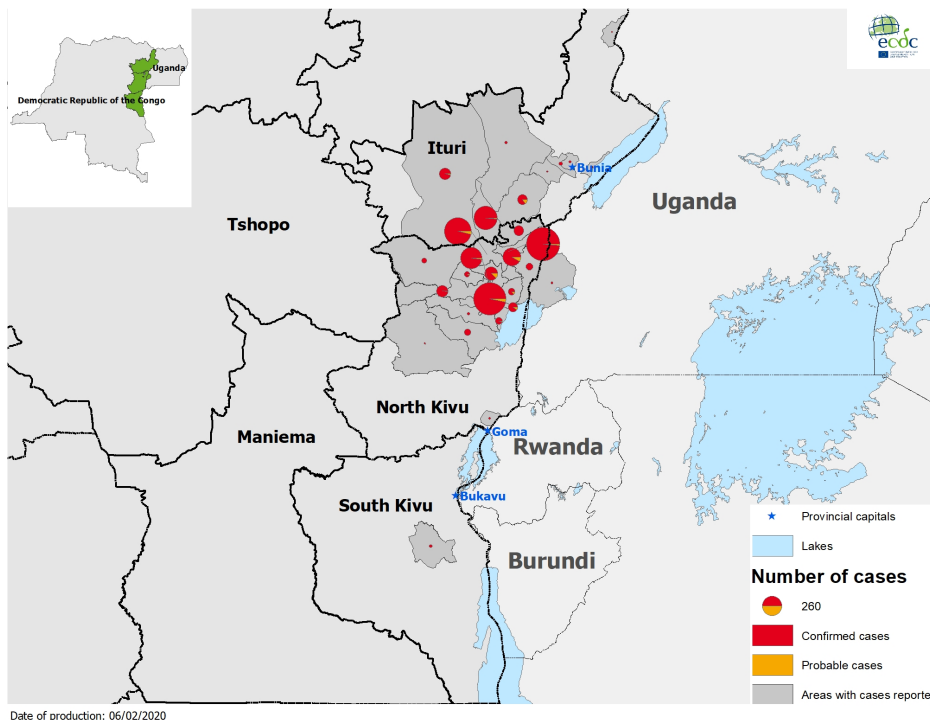 ecdc
Uganda
Democratic Republic of the Congo
Ituri
Bunia
Uganda
Tshopo
North Kivu
Maniema
Goma
Rwanda
South Kivu
Bukavu
Burundi
Provincial capitals
Lakes
Number of cases
260
Confirmed cases
Probable cases
Areas with cases reporte
Date of production: 06/02/2020